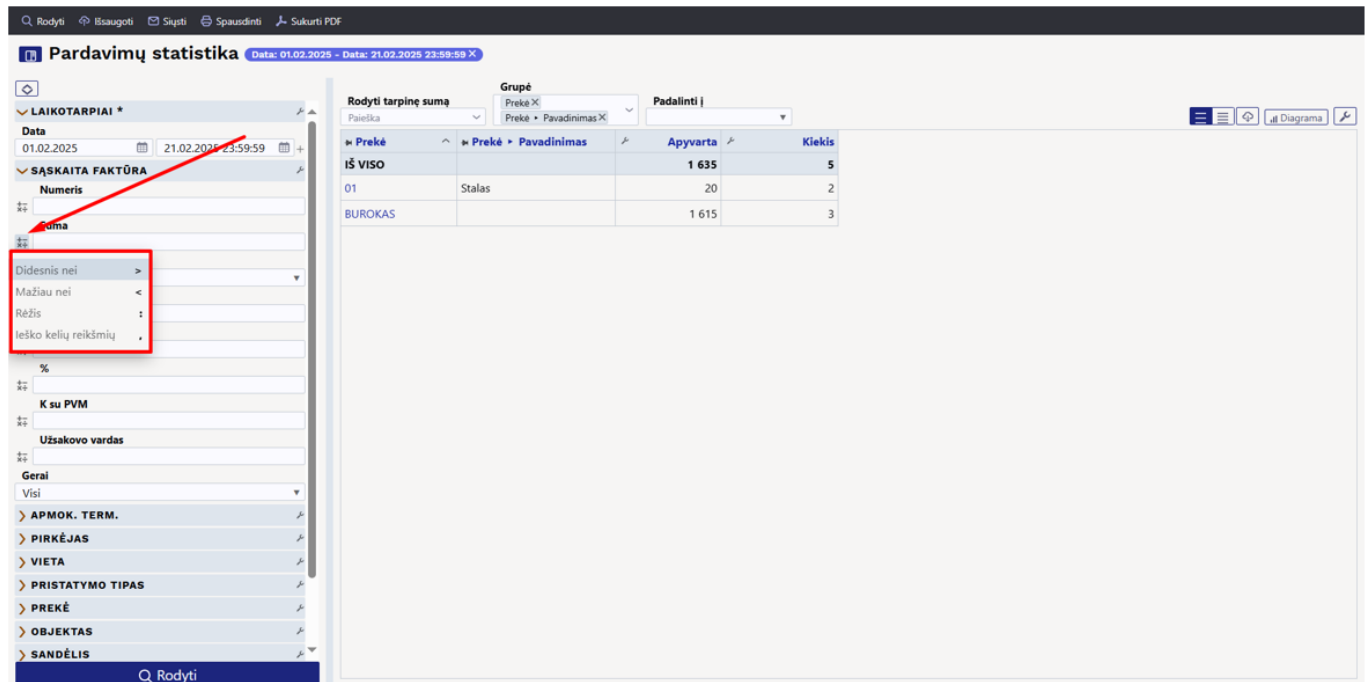 Rodyti Išsaugoti Siųsti Spausdinti Sukurti PDF
Pardavimų statistika Data: 01.02.2025 - Data: 21.02.2025 23:59:59 X
LAIKOTARPIAI *
Data
01.02.2025 21.02.2025 23:59:59 +
SĄSKAITA FAKTŪRA
Numeris
Suma
Didesnis nei >
Mažiau nei <
Rėžis :
Ieško kelių reikšmių ,
%
K su PVM
Užsakovo vardas
Gerai
Visi
APMOK. TERM.
PIRKĖJAS
VIETA
PRISTATYMO TIPAS
PREKĖ
OBJEKTAS
SANDĖLIS
Rodyti
Rodyti tarpinę sumą
Paieška
Grupė
Prekė X
Prekė ▸ Pavadinimas X
Padalinti į
Diagrama
Prekė Prekė ▸ Pavadinimas Apyvarta Kiekis
IŠ VISO 1 635 5
01 Stalas 20 2
BUROKAS 1 615 3